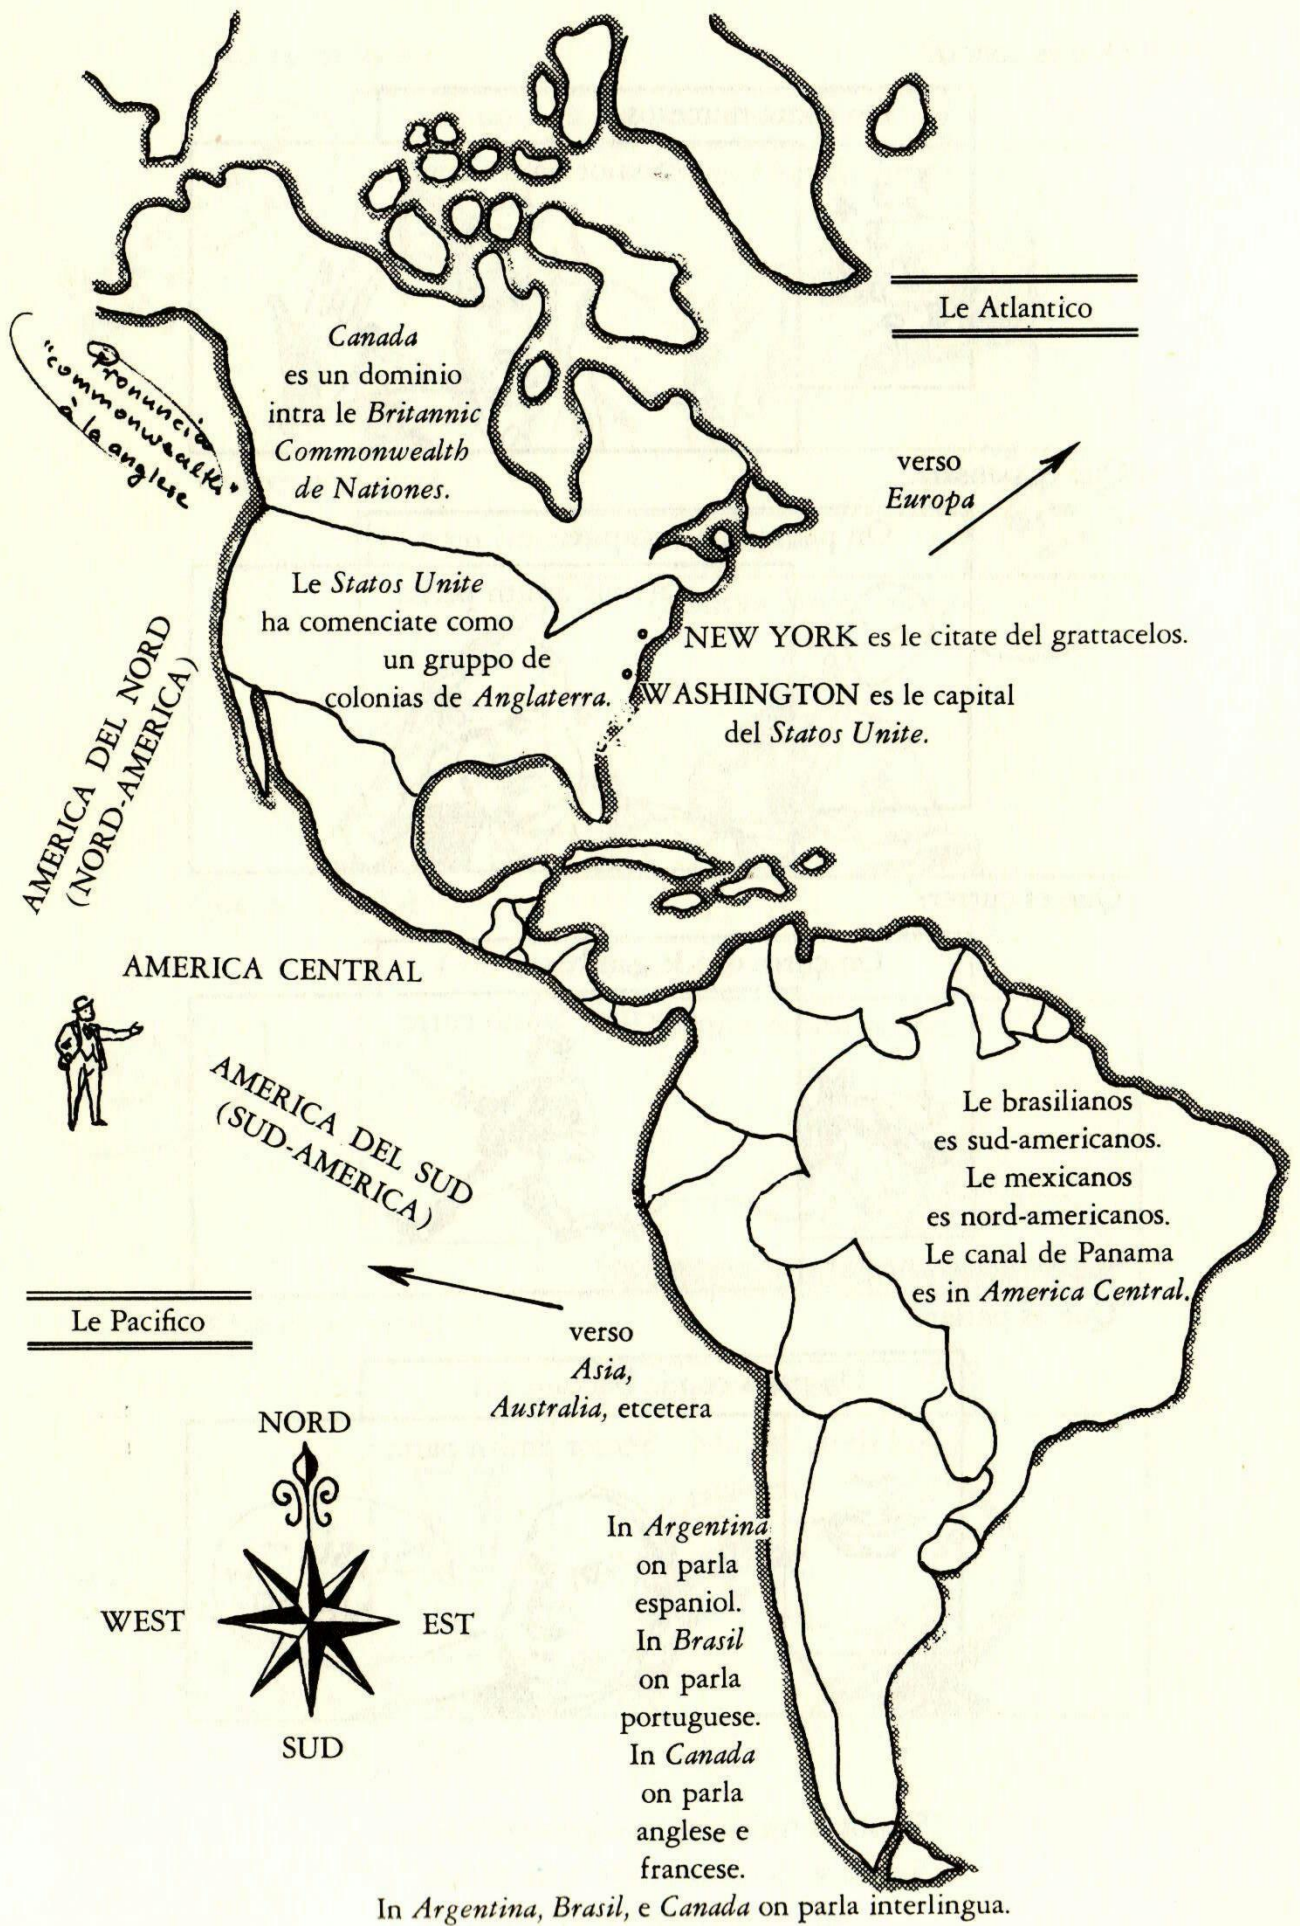 Le Atlantico
Pronuncia
"commonwealth"
à la anglese
Canada
es un dominio
intra le Britannic
Commonwealth
de Nationes.
verso
Europa
Le Statos Unite
ha comenciate como
un gruppo de
colonias de Anglaterra.
NEW YORK es le citate del grattacelos.
WASHINGTON es le capital
del Statos Unite.
AMERICA DEL NORD
(NORD-AMERICA)
AMERICA CENTRAL
AMERICA DEL SUD
(SUD-AMERICA)
Le brasilianos
es sud-americanos.
Le mexicanos
es nord-americanos.
Le canal de Panama
es in America Central.
Le Pacifico
verso
Asia,
Australia, etcetera
NORD
WEST
EST
SUD
In Argentina
on parla
espaniol.
In Brasil
on parla
portuguese.
In Canada
on parla
anglese e
francese.
In Argentina, Brasil, e Canada on parla interlingua.